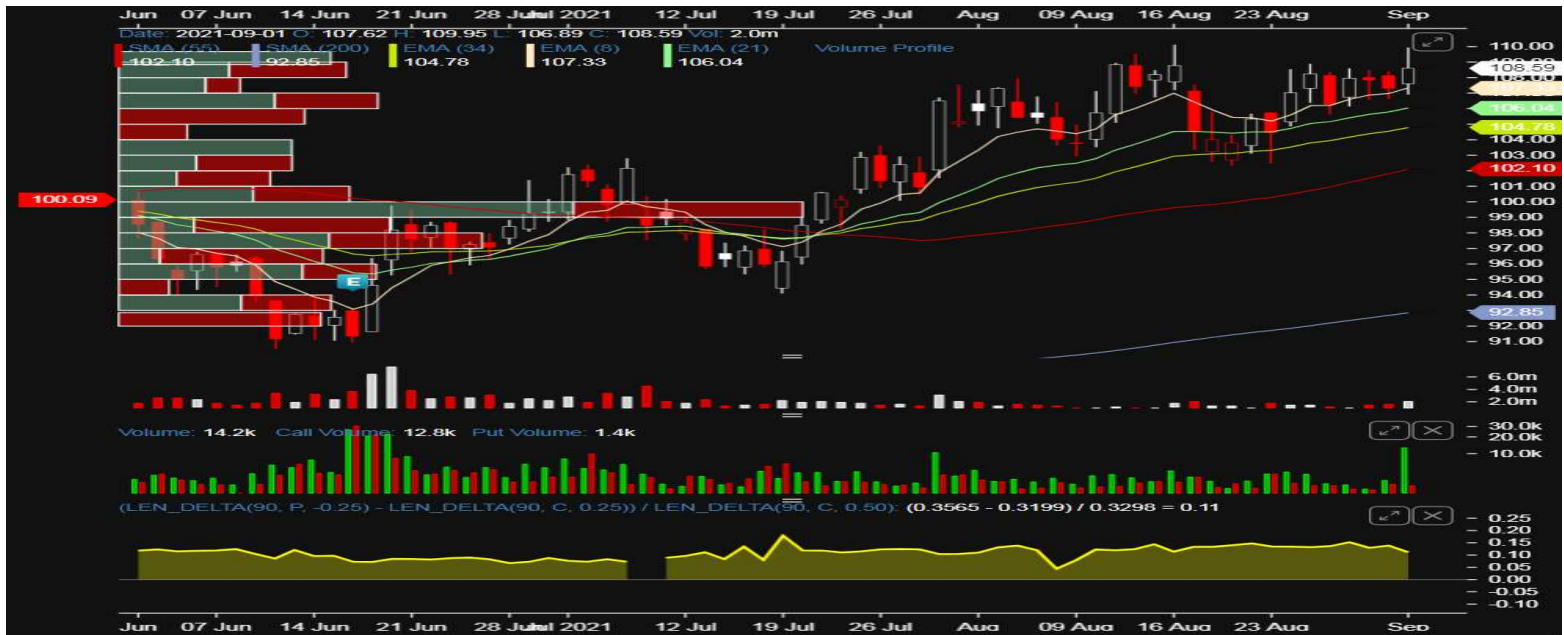 Jun 07 Jun 14 Jun 21 Jun 28 Jun Jul 2021 12 Jul 19 Jul 26 Jul Aug 09 Aug 16 Aug 23 Aug Sep
Date: 2021-09-01 O: 107.62 H: 109.95 L: 106.89 C: 108.59 Vol: 2.0m
SMA (55) SMA (200) EMA (34) EMA (8) EMA (21) Volume Profile
102.10 92.85 104.78 107.33 106.04
110.00
108.59
108.00
107.33
106.04
104.78
104.00
103.00
102.10
101.00
100.09
100.00
99.00
98.00
97.00
96.00
95.00
E
94.00
92.85
92.00
91.00
6.0m
4.0m
2.0m
Volume: 14.2k Call Volume: 12.8k Put Volume: 1.4k
30.0k
20.0k
10.0k
(LEN_DELTA(90, P, -0.25) - LEN_DELTA(90, C, 0.25)) / LEN_DELTA(90, C, 0.50): (0.3565 - 0.3199) / 0.3298 = 0.11
0.25
0.20
0.15
0.10
0.05
0.00
-0.05
-0.10
Jun 07 Jun 14 Jun 21 Jun 28 Jun Jul 2021 12 Jul 19 Jul 26 Jul Aug 09 Aug 16 Aug 23 Aug Sep